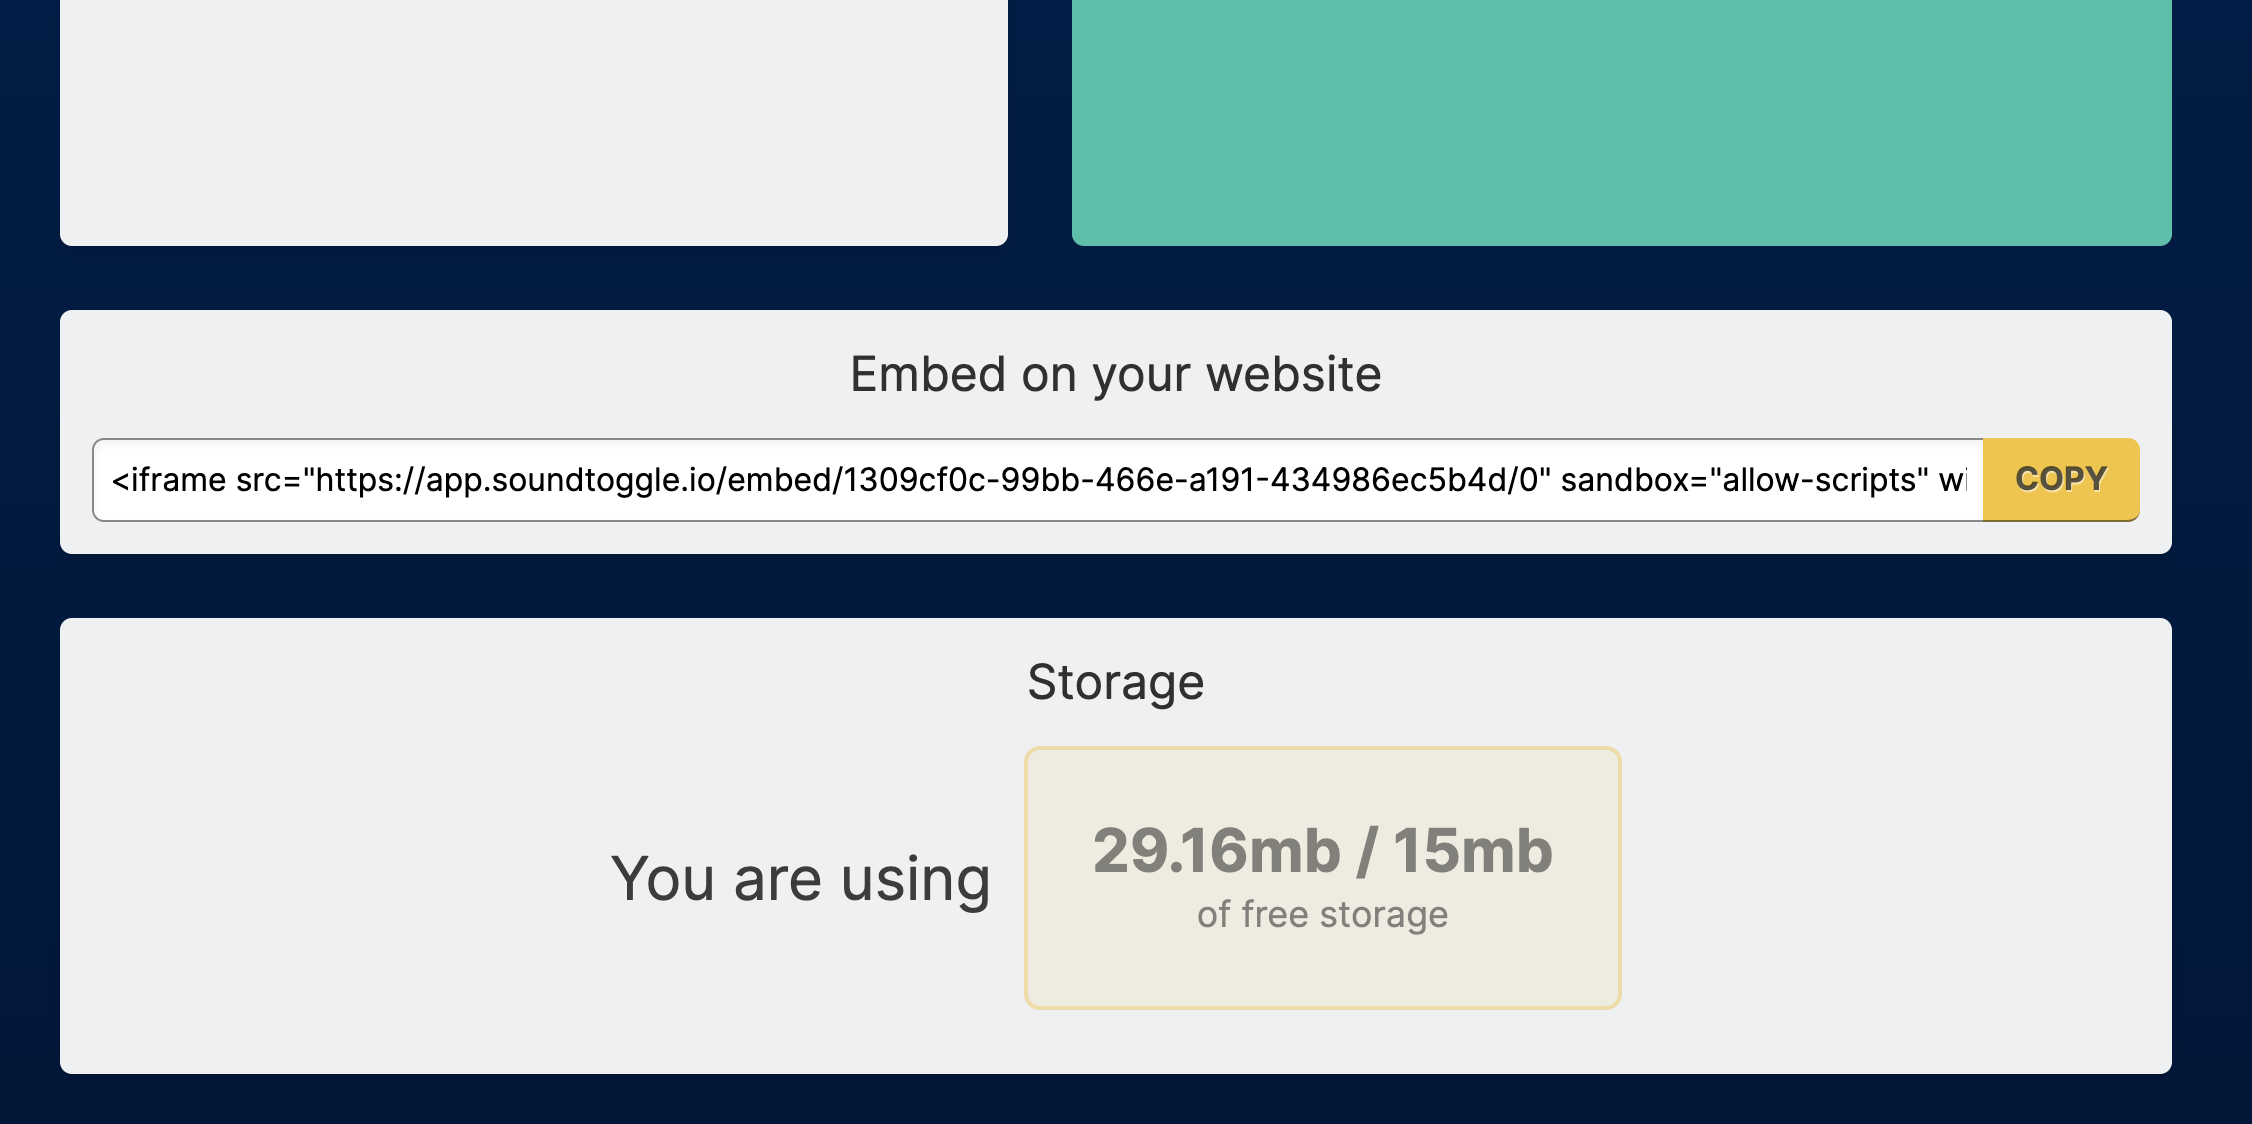 Embed on your website
<iframe src="https://app.soundtoggle.io/embed/1309cf0c-99bb-466e-a191-434986ec5b4d/0" sandbox="allow-scripts" wi
COPY
Storage
You are using
29.16mb / 15mb
of free storage